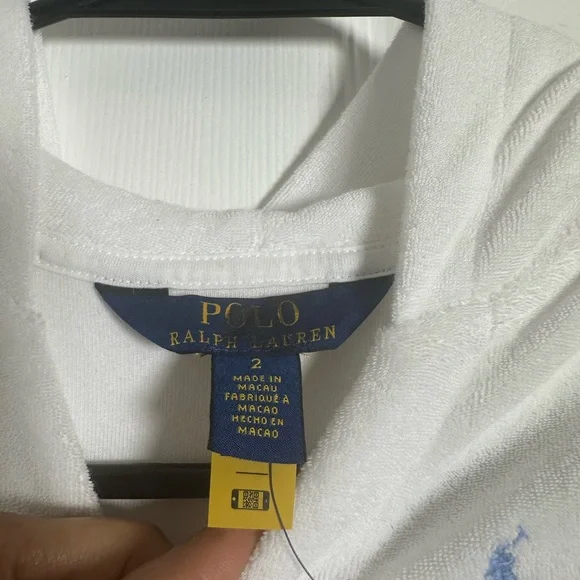 POLO
RALPH LAUREN
2
MADE IN
MACAU
FABRIQUÉ À
MACAO
HECHO EN
MACAO